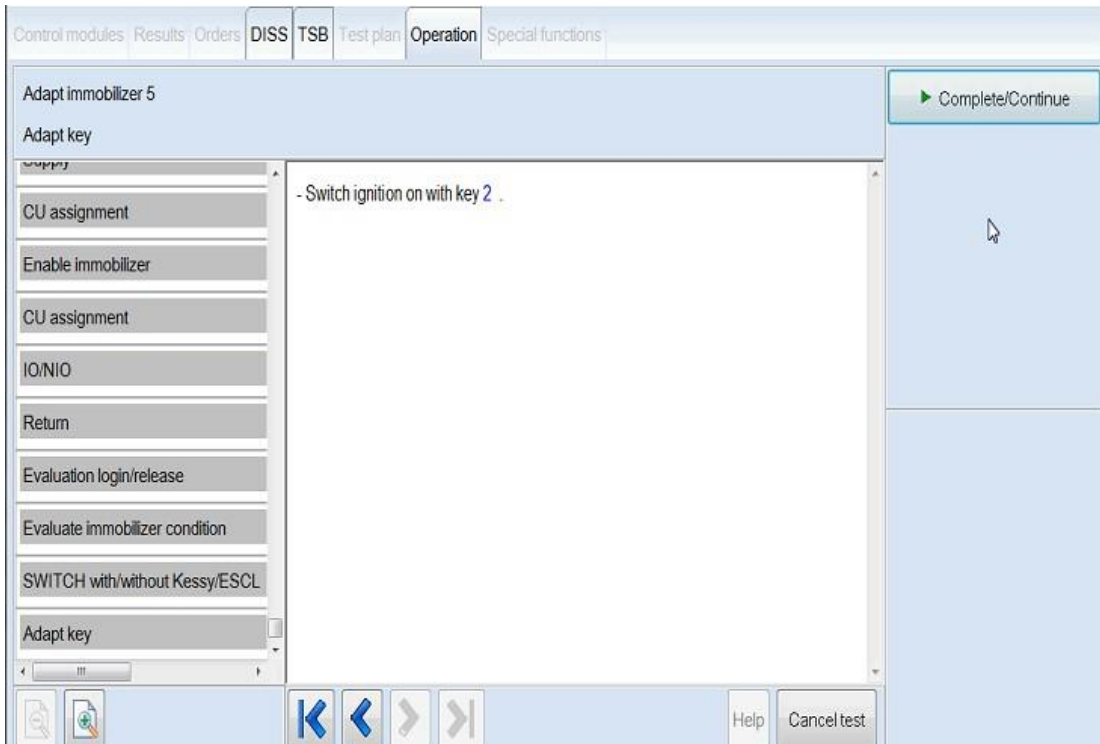 Control modules Results Orders DISS TSB Test plan Operation Special functions
Adapt immobilizer 5
Adapt key
Complete/Continue
Supply
CU assignment
Enable immobilizer
CU assignment
IO/NIO
Return
Evaluation login/release
Evaluate immobilizer condition
SWITCH with/without Kessy/ESCL
Adapt key
- Switch ignition on with key 2 .
Help
Cancel test